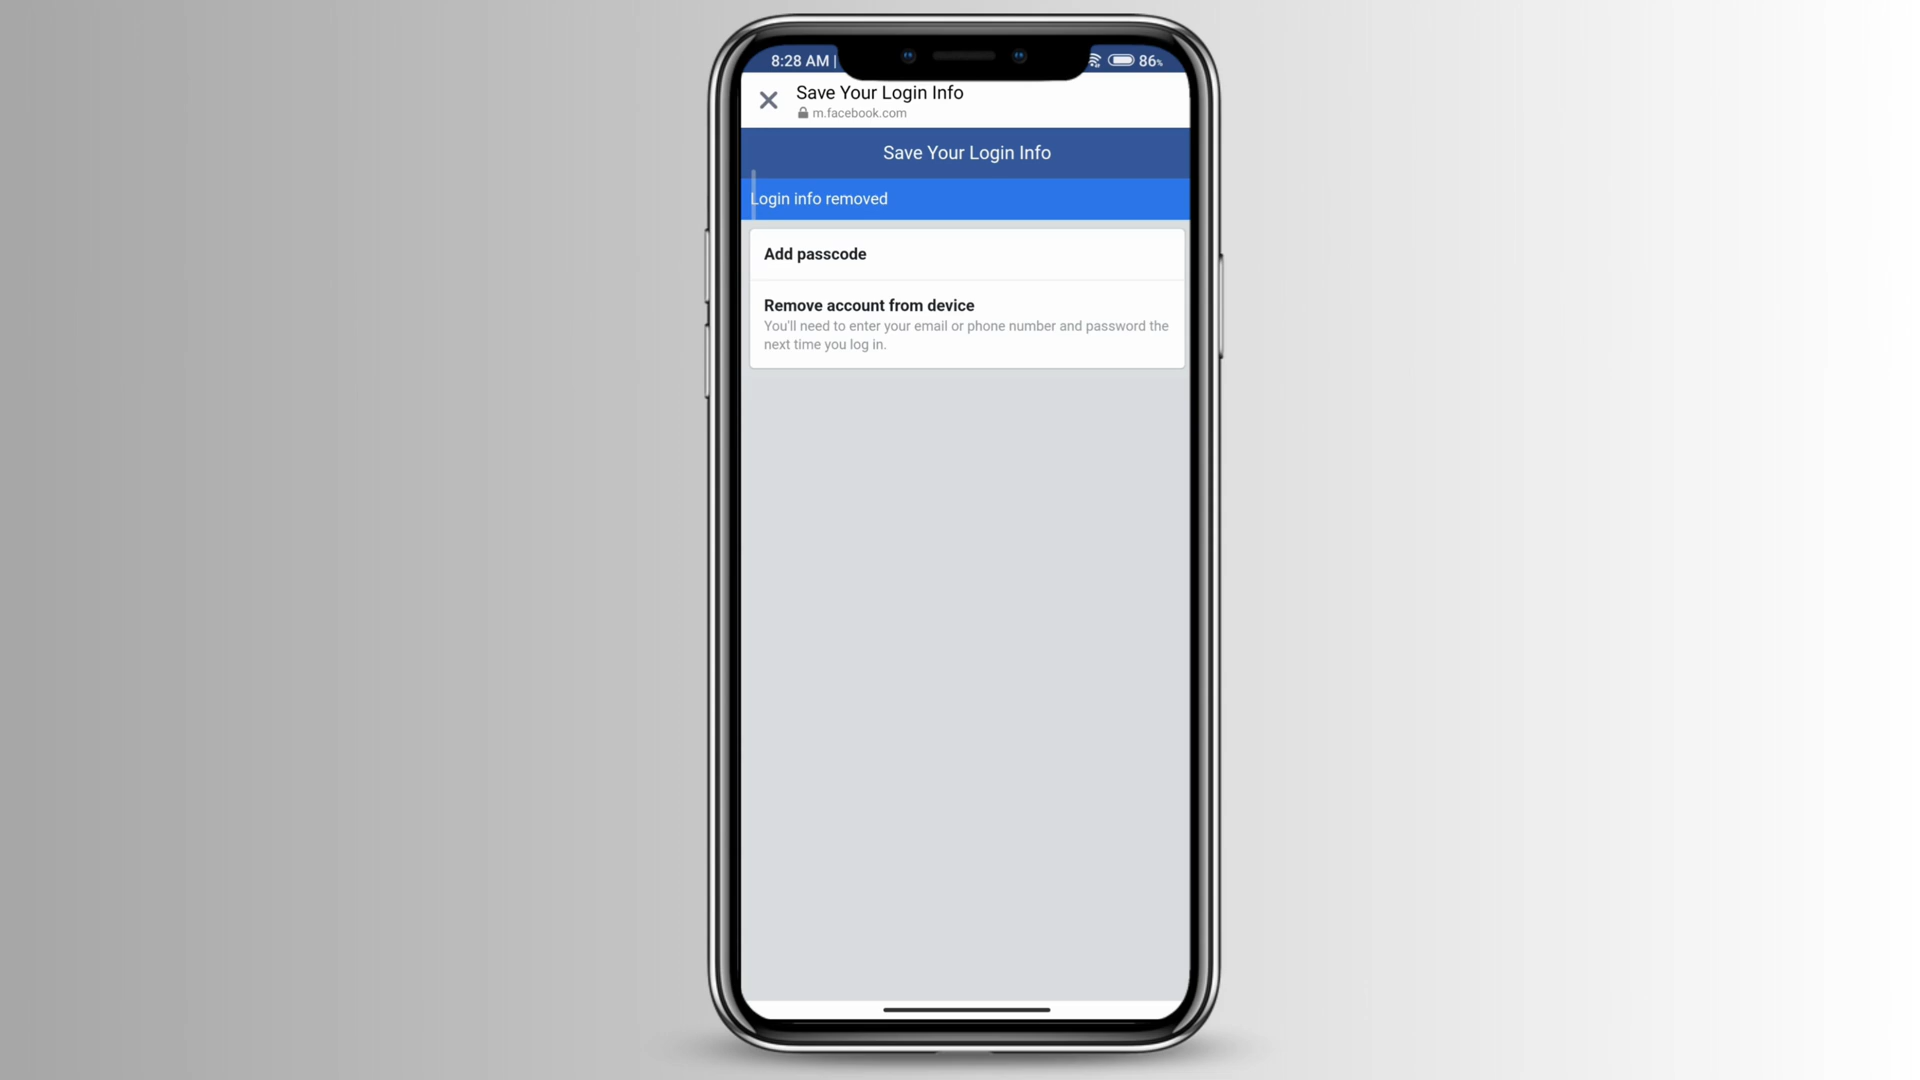 8:28 AM
86%
Save Your Login Info
m.facebook.com
Save Your Login Info
Login info removed
Add passcode
Remove account from device
You'll need to enter your email or phone number and password the
next time you log in.